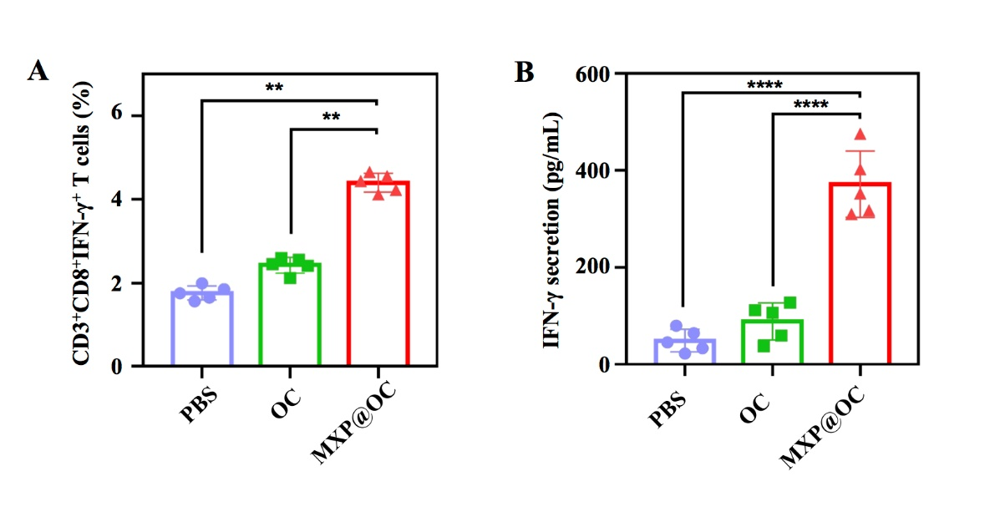 A
CD3⁺CD8⁺IFN-γ⁺ T cells (%)
6
4
2
0
**
**
PBS
OC
MXP@OC
B
IFN-γ secretion (pg/mL)
600
400
200
0
****
****
PBS
OC
MXP@OC